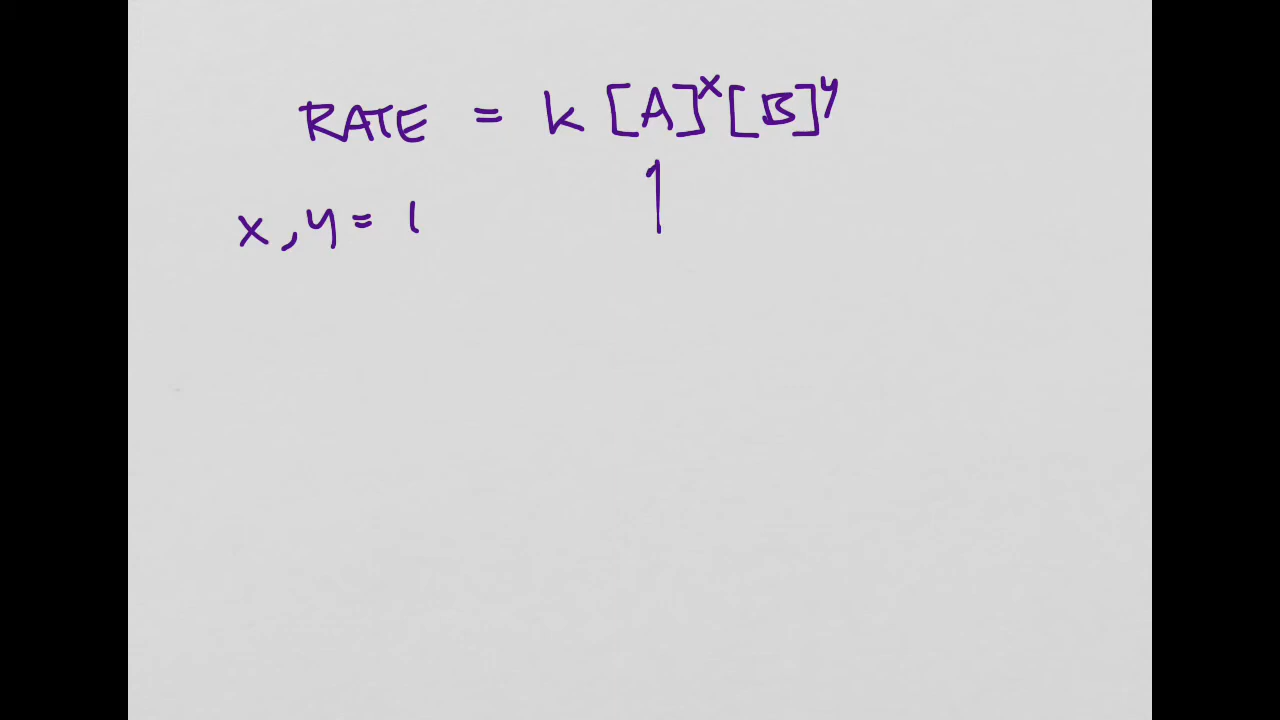 RATE = k [A]^x [B]^y
x, y = 1